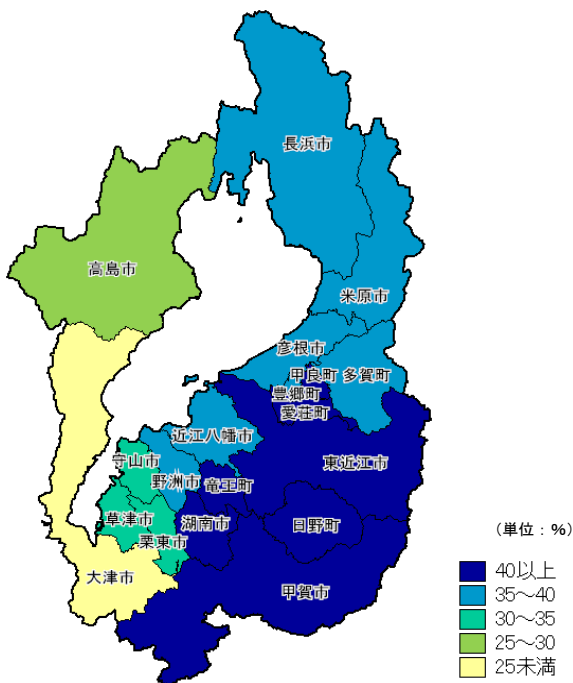 長浜市
高島市
米原市
彦根市
甲良町
多賀町
豊郷町
愛荘町
近江八幡市
守山市
野洲市
竜王町
東近江市
草津市
湖南市
日野町
栗東市
大津市
甲賀市
(単位：%)
40以上
35～40
30～35
25～30
25未満